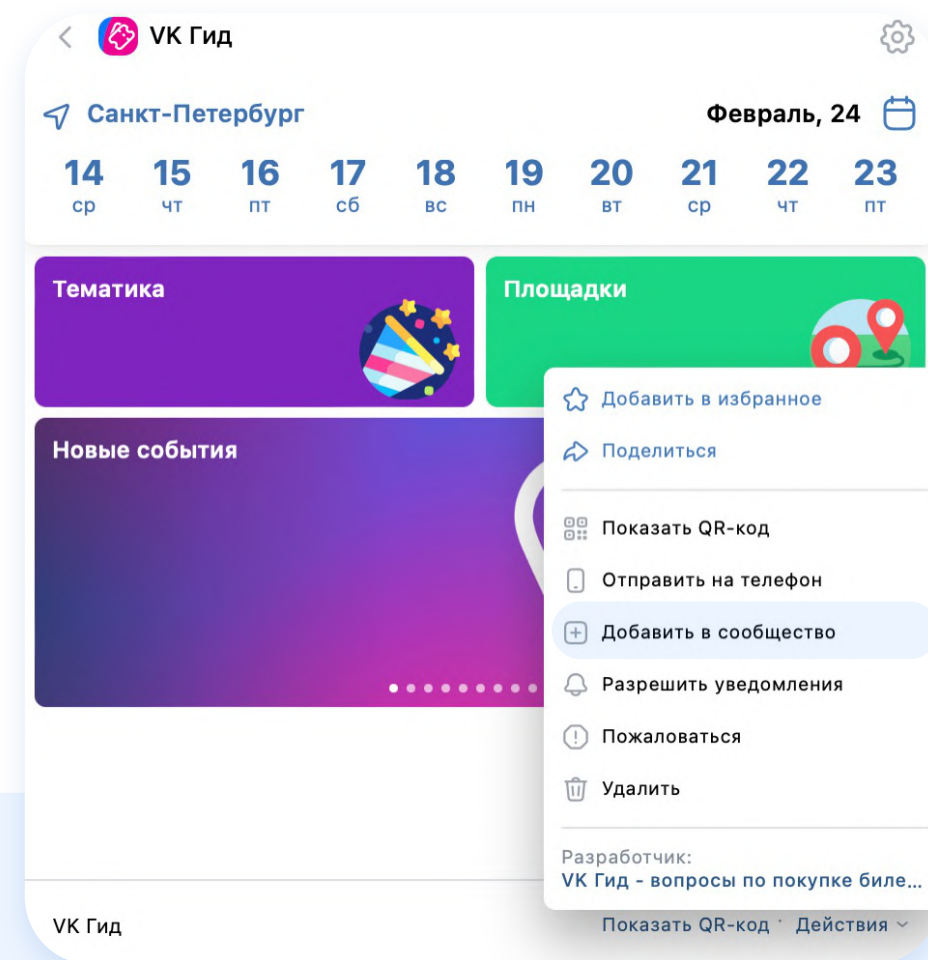 VK Гид
Санкт-Петербург
Февраль, 24
14 15 16 17 18 19 20 21 22 23
ср чт пт сб вс пн вт ср чт пт
Тематика
Площадки
Новые события
Добавить в избранное
Поделиться
Показать QR-код
Отправить на телефон
Добавить в сообщество
Разрешить уведомления
Пожаловаться
Удалить
Разработчик:
VK Гид - вопросы по покупке биле...
VK Гид
Показать QR-код · Действия